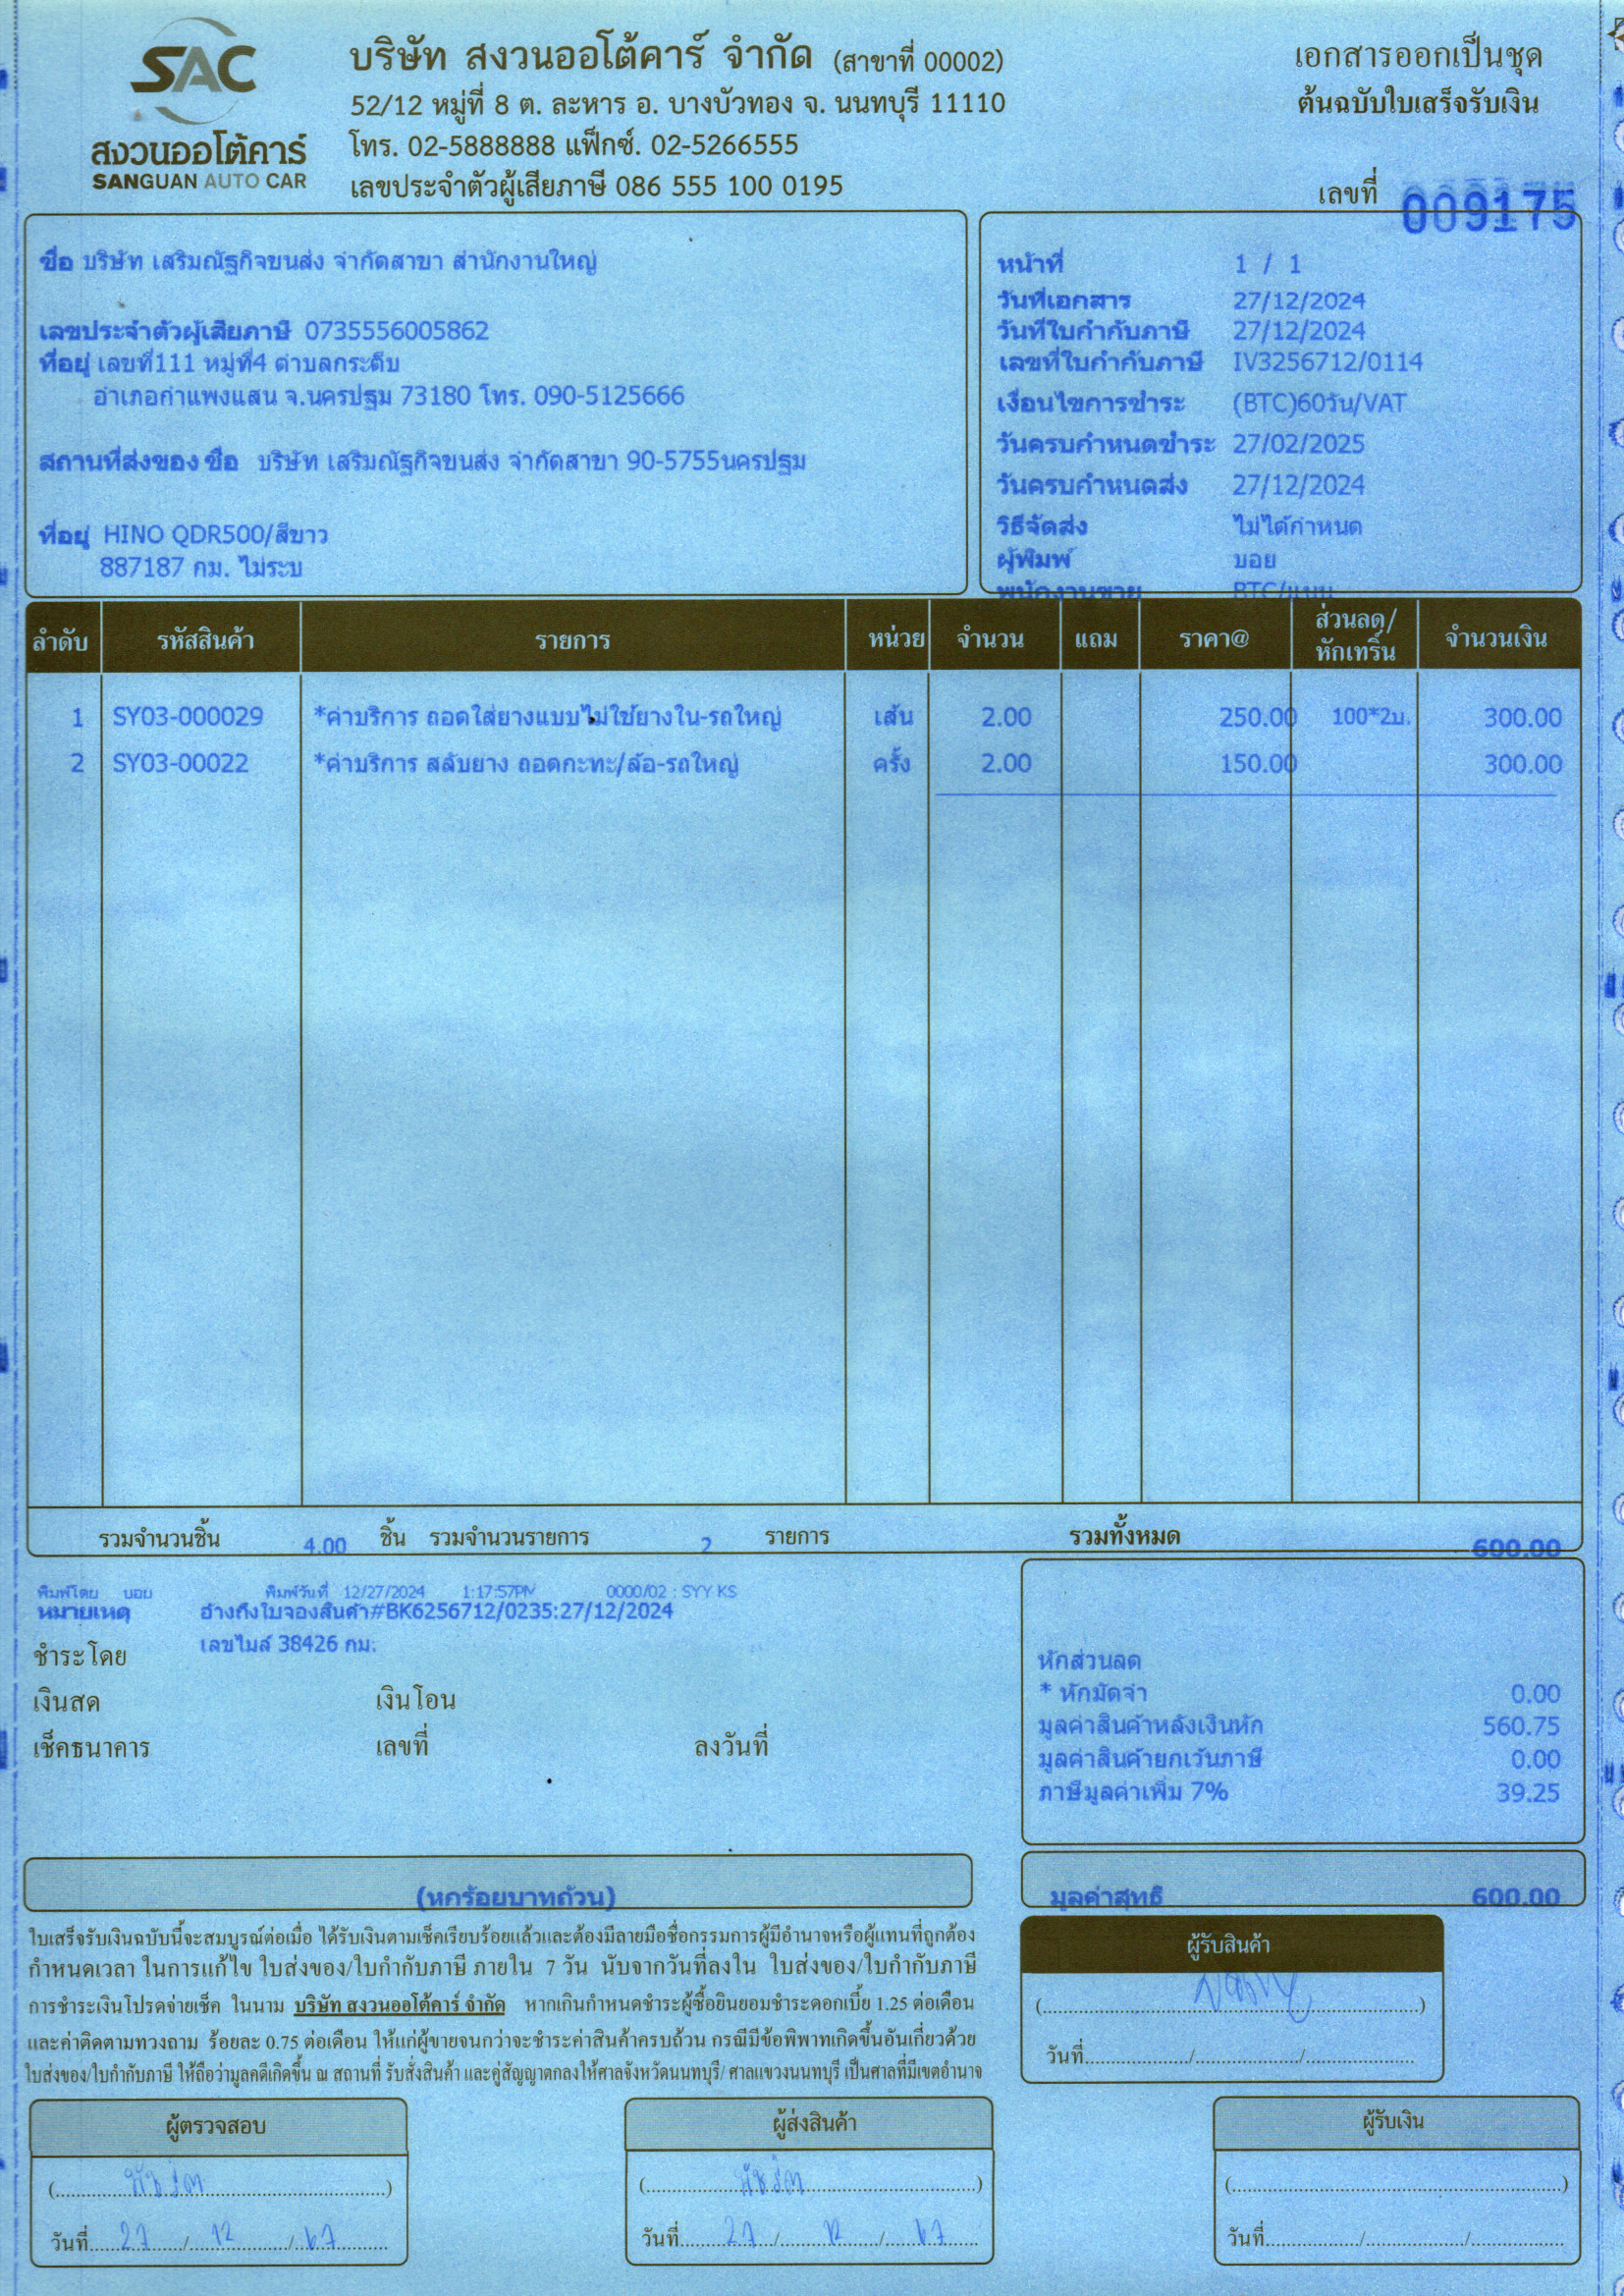 SAC
สงวนออโต้คาร์
SANGUAN AUTO CAR
บริษัท สงวนออโต้คาร์ จำกัด (สาขาที่ 00002)
52/12 หมู่ที่ 8 ต. ละหาร อ. บางบัวทอง จ. นนทบุรี 11110
โทร. 02-5888888 แฟ็กซ์. 02-5266555
เลขประจำตัวผู้เสียภาษี 086 555 100 0195
เอกสารออกเป็นชุด
ต้นฉบับใบเสร็จรับเงิน
เลขที่ 009175
ชื่อ บริษัท เสริมณัฐกิจขนส่ง จำกัดสาขา สำนักงานใหญ่
เลขประจำตัวผู้เสียภาษี 0735556005862
ที่อยู่ เลขที่111 หมู่ที่4 ตำบลกระตีบ
อำเภอกำแพงแสน จ.นครปฐม 73180 โทร. 090-5125666
สถานที่ส่งของ ชื่อ บริษัท เสริมณัฐกิจขนส่ง จำกัดสาขา 90-5755นครปฐม
ที่อยู่ HINO QDR500/สีขาว
887187 กม. ไม่ระบ
หน้าที่ 1 / 1
วันที่เอกสาร 27/12/2024
วันที่ใบกำกับภาษี 27/12/2024
เลขที่ใบกำกับภาษี IV3256712/0114
เงื่อนไขการชำระ (BTC)60วัน/VAT
วันครบกำหนดชำระ 27/02/2025
วันครบกำหนดส่ง 27/12/2024
วิธีจัดส่ง ไม่ได้กำหนด
ผู้พิมพ์ บอย
พนักงานขาย BTC/แบม
ลำดับ รหัสสินค้า รายการ หน่วย จำนวน แถม ราคา@ ส่วนลด/หักเทริ์น จำนวนเงิน
1 SY03-000029 *ค่าบริการ ถอดใส่ยางแบบไม่ใช้ยางใน-รถใหญ่ เส้น 2.00 250.00 100*2บ. 300.00
2 SY03-00022 *ค่าบริการ สลับยาง ถอดกะทะ/ล้อ-รถใหญ่ ครั้ง 2.00 150.00 300.00
รวมจำนวนชิ้น 4.00 ชิ้น รวมจำนวนรายการ 2 รายการ รวมทั้งหมด 600.00
พิมพ์โดย บอย พิมพ์วันที่ 12/27/2024 1:17:57PM 0000/02 : SYY KS
หมายเหตุ อ้างถึงใบจองสินค้า#BK6256712/0235:27/12/2024
เลขไมล์ 38426 กม.
ชำระโดย
เงินสด เงินโอน
เช็คธนาคาร เลขที่ ลงวันที่
หักส่วนลด
* หักมัดจำ 0.00
มูลค่าสินค้าหลังเงินหัก 560.75
มูลค่าสินค้ายกเว้นภาษี 0.00
ภาษีมูลค่าเพิ่ม 7% 39.25
(หกร้อยบาทถ้วน)
มูลค่าสุทธิ 600.00
ใบเสร็จรับเงินฉบับนี้จะสมบูรณ์ต่อเมื่อ ได้รับเงินตามเช็คเรียบร้อยแล้วและต้องมีลายมือชื่อกรรมการผู้มีอำนาจหรือผู้แทนที่ถูกต้อง
กำหนดเวลา ในการแก้ไข ใบส่งของ/ใบกำกับภาษี ภายใน 7 วัน นับจากวันที่ลงใน ใบส่งของ/ใบกำกับภาษี
การชำระเงินโปรดจ่ายเช็ค ในนาม บริษัท สงวนออโต้คาร์ จำกัด หากเกินกำหนดชำระผู้ซื้อยินยอมชำระดอกเบี้ย 1.25 ต่อเดือน
และค่าติดตามทวงถาม ร้อยละ 0.75 ต่อเดือน ให้แก่ผู้ขายจนกว่าจะชำระค่าสินค้าครบถ้วน กรณีมีข้อพิพาทเกิดขึ้นอันเกี่ยวด้วย
ใบส่งของ/ใบกำกับภาษี ให้ถือว่ามูลคดีเกิดขึ้น ณ สถานที่ รับสั่งสินค้า และคู่สัญญาตกลงให้ศาลจังหวัดนนทบุรี/ ศาลแขวงนนทบุรี เป็นศาลที่มีเขตอำนาจ
ผู้รับสินค้า
(..........)
วันที่........../........../..........
ผู้ตรวจสอบ
(..........)
วันที่ 27 / 12 / 67
ผู้ส่งสินค้า
(..........)
วันที่ 27 / 12 / 67
ผู้รับเงิน
(..........)
วันที่........../........../..........